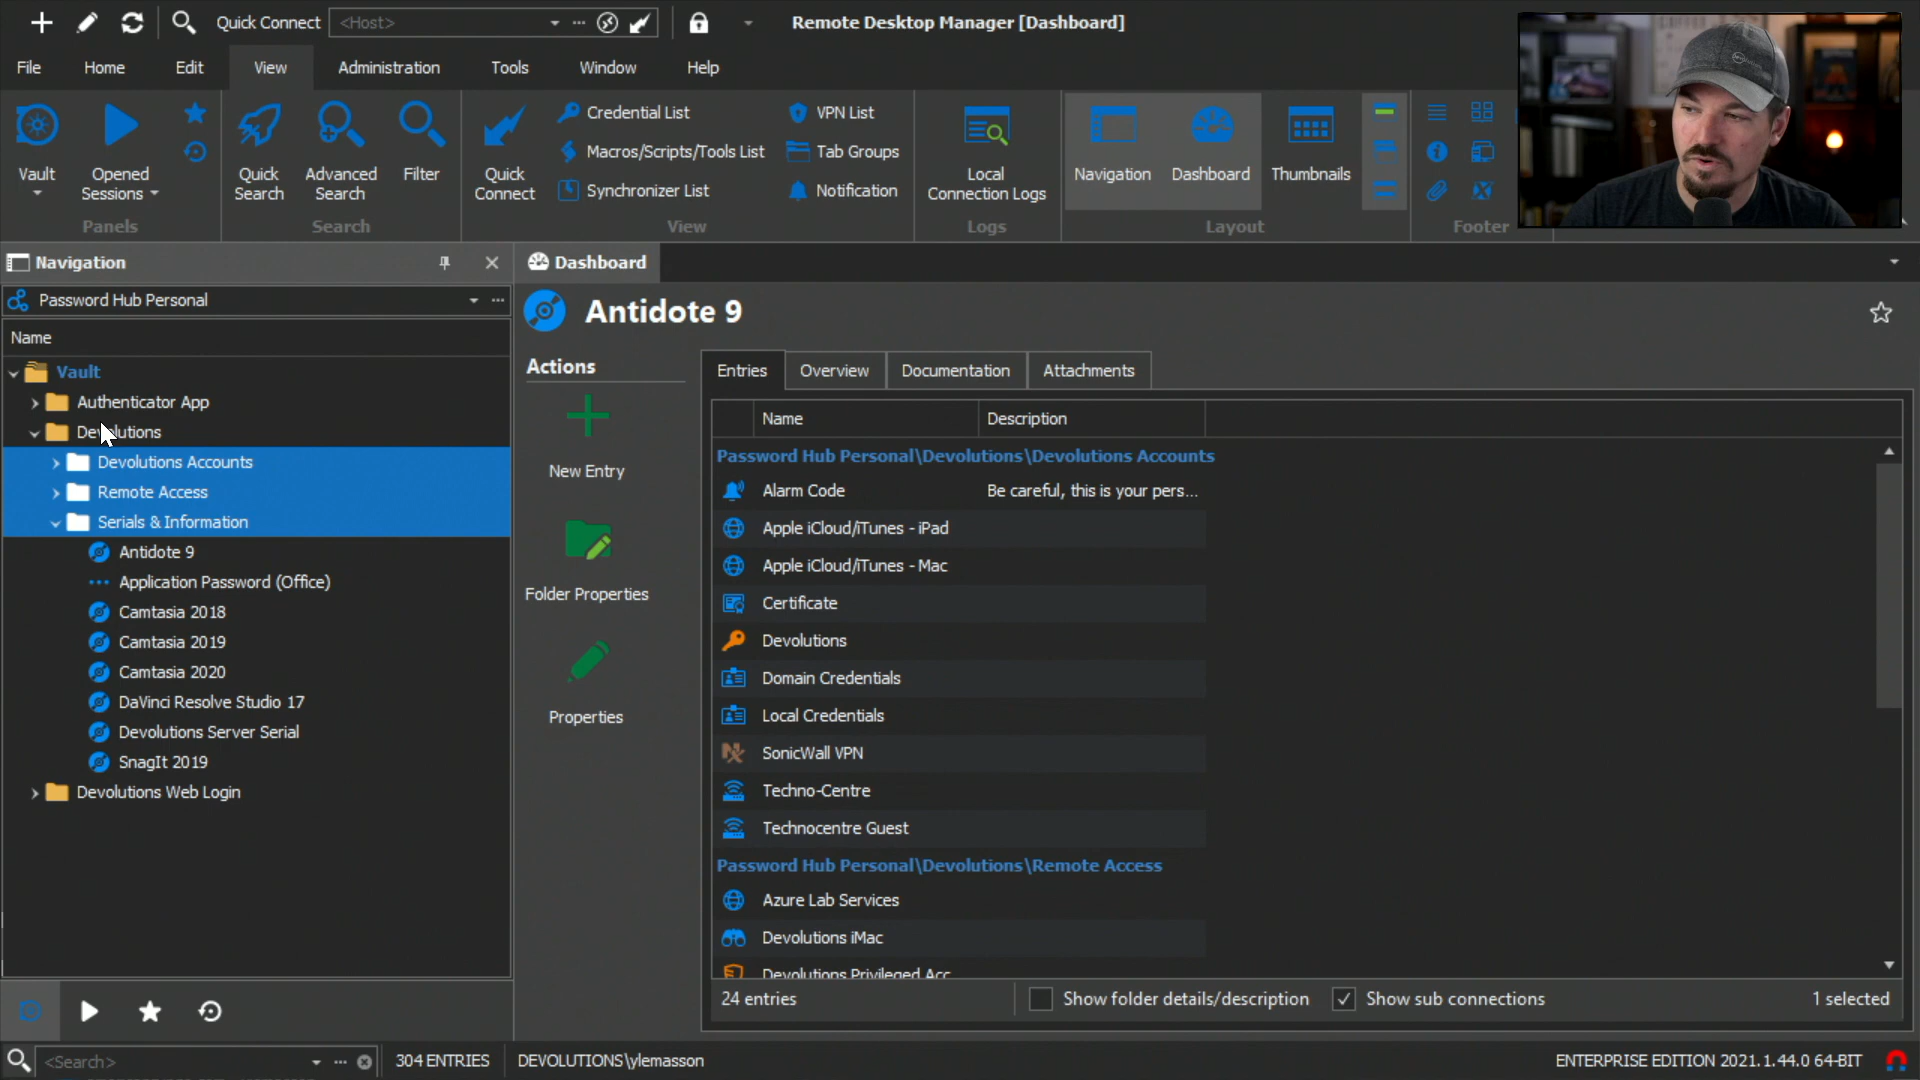 Quick Connect
<Host>
Remote Desktop Manager [Dashboard]
File
Home
Edit
View
Administration
Tools
Window
Help
Vault
Opened
Sessions
Panels
Quick
Search
Advanced
Search
Filter
Search
Quick
Connect
Credential List
Macros/Scripts/Tools List
Synchronizer List
VPN List
Tab Groups
Notification
View
Local
Connection Logs
Logs
Navigation
Dashboard
Thumbnails
Layout
Footer
Navigation
Password Hub Personal
Name
Vault
Authenticator App
Devolutions
Devolutions Accounts
Remote Access
Serials & Information
Antidote 9
Application Password (Office)
Camtasia 2018
Camtasia 2019
Camtasia 2020
DaVinci Resolve Studio 17
Devolutions Server Serial
SnagIt 2019
Devolutions Web Login
Dashboard
Antidote 9
Actions
New Entry
Folder Properties
Properties
Entries
Overview
Documentation
Attachments
Name
Description
Password Hub Personal\Devolutions\Devolutions Accounts
Alarm Code
Be careful, this is your pers...
Apple iCloud/iTunes - iPad
Apple iCloud/iTunes - Mac
Certificate
Devolutions
Domain Credentials
Local Credentials
SonicWall VPN
Techno-Centre
Technocentre Guest
Password Hub Personal\Devolutions\Remote Access
Azure Lab Services
Devolutions iMac
Devolutions Privileged Acc
24 entries
Show folder details/description
Show sub connections
1 selected
<Search>
304 ENTRIES
DEVOLUTIONS\ylemasson
ENTERPRISE EDITION 2021.1.44.0 64-BIT